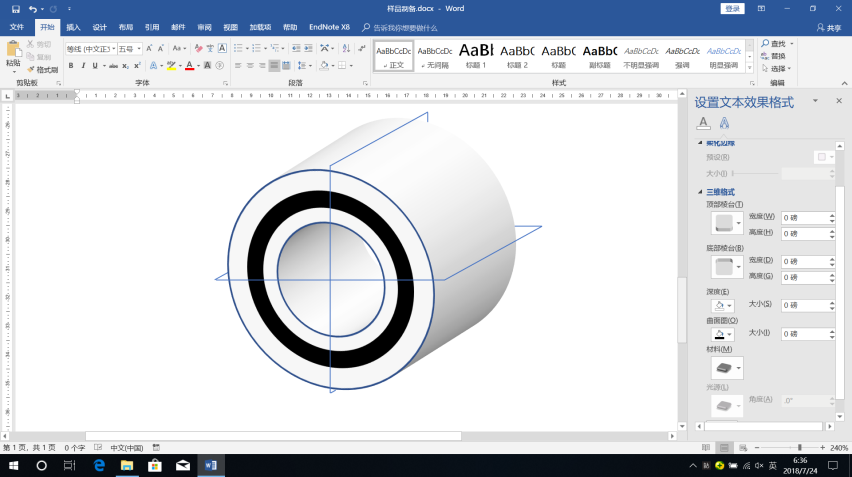 样品制备.docx - Word
登录
文件 开始 插入 设计 布局 引用 邮件 审阅 视图 加载项 帮助 EndNote X8 告诉我你想要做什么 共享
粘贴 剪切 复制 格式刷
等线 (中文正 五号
AaBbCcDc AaBbCcDc AaBbC AaBbC AaBbC AaBbC AaBbCcDc AaBbCcDc AaBbCcDc
正文 无间隔 标题 1 标题 2 标题 副标题 不明显强调 强调 明显强调
查找 替换 选择
剪贴板 字体 段落 样式 编辑
设置文本效果格式
柔化边缘
预设(R)
大小(I)
三维格式
顶部棱台(T)
宽度(W) 0 磅
高度(H) 0 磅
底部棱台(B)
宽度(D) 0 磅
高度(G) 0 磅
深度(E)
大小(S) 0 磅
曲面图(O)
大小(I) 0 磅
材料(M)
光源(L)
角度(A) .0°
第 1 页，共 1 页 0 个字 中文(中国) 240%
英 6:36
2018/7/24